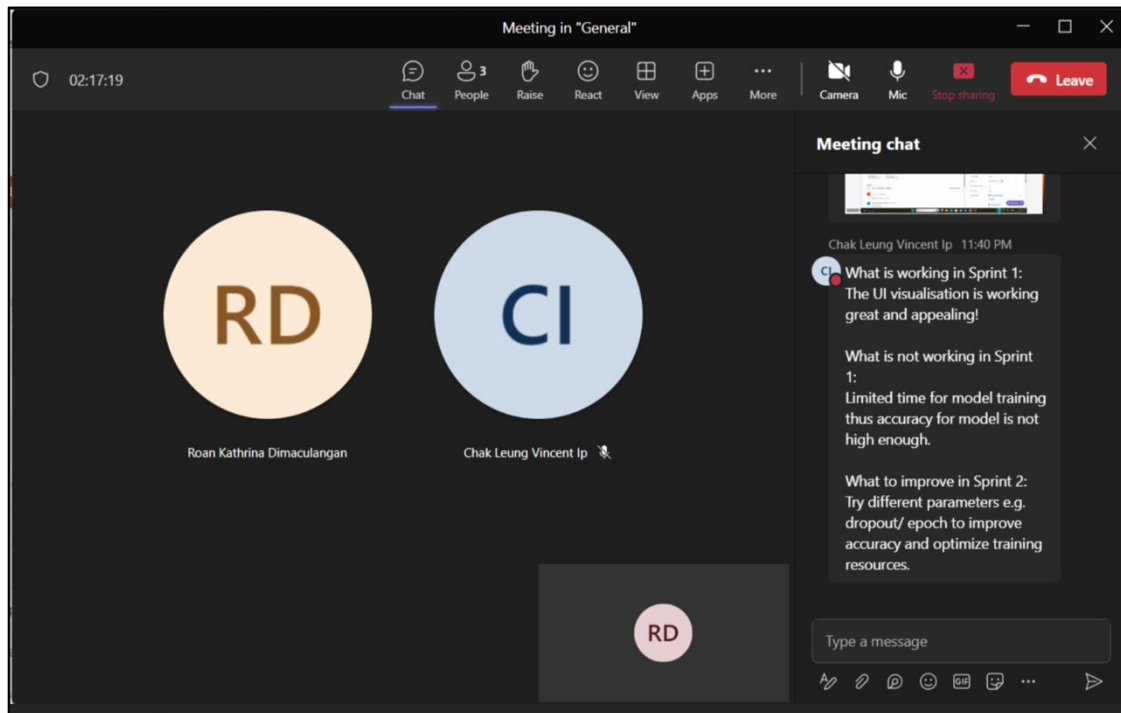 Meeting in "General"
02:17:19
Chat
People 3
Raise
React
View
Apps
More
Camera
Mic
Stop sharing
Leave
RD
CI
Roan Kathrina Dimaculangan
Chak Leung Vincent Ip
RD
Meeting chat
Chak Leung Vincent Ip 11:40 PM
CI
What is working in Sprint 1:
The UI visualisation is working
great and appealing!
What is not working in Sprint
1:
Limited time for model training
thus accuracy for model is not
high enough.
What to improve in Sprint 2:
Try different parameters e.g.
dropout/ epoch to improve
accuracy and optimize training
resources.
Type a message
GIF